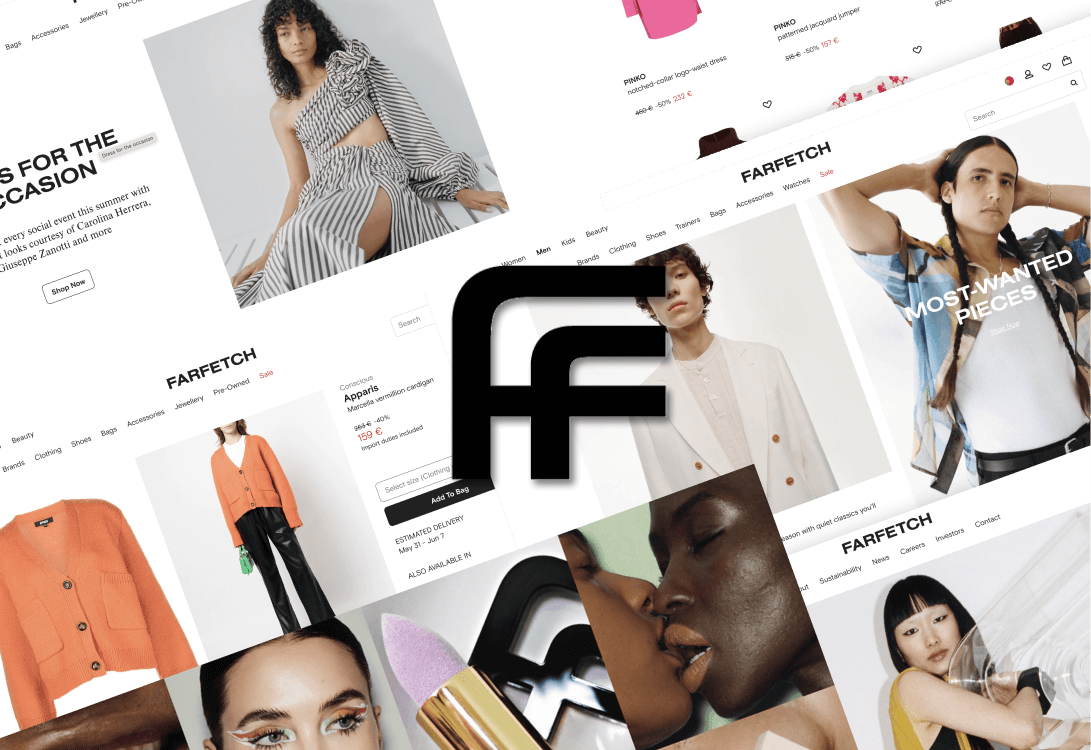 Bags Accessories Jewellery
S FOR THE
CCASION
Dress for the occasion
every social event this summer with
looks courtesy of Carolina Herrera,
Giuseppe Zanotti and more
Shop Now
PINKO
notched-collar logo-waist dress
460 € -50% 232 €
PINKO
patterned jacquard jumper
315 € -50% 157 €
Search
FARFETCH
Women Men Kids Beauty
Brands Clothing Shoes Trainers Bags Accessories Watches Sale
MOST-WANTED
PIECES
Shop Now
Search
FARFETCH
Beauty
Brands Clothing Shoes Bags Accessories Jewellery Pre-Owned Sale
Conscious
Apparis
Marcella vermillion cardigan
265 € -40%
159 €
Import duties included
Select size (Clothing
Add To Bag
ESTIMATED DELIVERY
May 31 - Jun 7
ALSO AVAILABLE IN
eason with quiet classics you'll
FARFETCH
out Sustainability News Careers Investors Contact